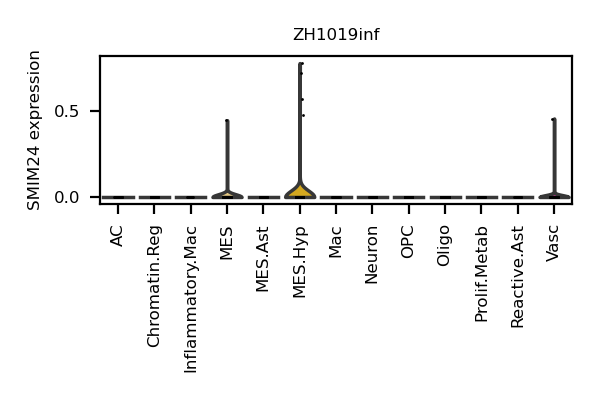 ZH1019inf
SMIM24 expression
0.5
0.0
AC
Chromatin.Reg
Inflammatory.Mac
MES
MES.Ast
MES.Hyp
Mac
Neuron
OPC
Oligo
Prolif.Metab
Reactive.Ast
Vasc